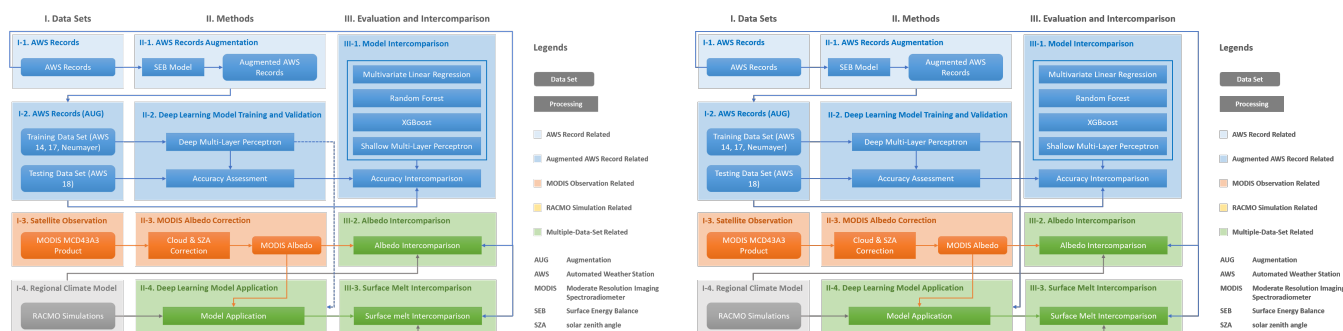 I. Data Sets
II. Methods
III. Evaluation and Intercomparison
I-1. AWS Records
II-1. AWS Records Augmentation
III-1. Model Intercomparison
AWS Records
SEB Model
Augmented AWS
Records
Multivariate Linear Regression
Random Forest
XGBoost
Shallow Multi-Layer Perceptron
I-2. AWS Records (AUG)
II-2. Deep Learning Model Training and Validation
Training Data Set (AWS
14, 17, Neumayer)
Deep Multi-Layer Perceptron
Testing Data Set (AWS
18)
Accuracy Assessment
Accuracy Intercomparison
I-3. Satellite Observation
II-3. MODIS Albedo Correction
III-2. Albedo Intercomparison
MODIS MCD43A3
Product
Cloud & SZA
Correction
MODIS Albedo
Albedo Intercomparison
I-4. Regional Climate Model
II-4. Deep Learning Model Application
III-3. Surface Melt Intercomparison
RACMO Simulations
Model Application
Surface melt Intercomparison
Legends
Data Set
Processing
AWS Record Related
Augmented AWS Record Related
MODIS Observation Related
RACMO Simulation Related
Multiple-Data-Set Related
AUG Augmentation
AWS Automated Weather Station
MODIS Moderate Resolution Imaging
Spectroradiometer
SEB Surface Energy Balance
SZA solar zenith angle
I. Data Sets
II. Methods
III. Evaluation and Intercomparison
I-1. AWS Records
II-1. AWS Records Augmentation
III-1. Model Intercomparison
AWS Records
SEB Model
Augmented AWS
Records
Multivariate Linear Regression
Random Forest
XGBoost
Shallow Multi-Layer Perceptron
I-2. AWS Records (AUG)
II-2. Deep Learning Model Training and Validation
Training Data Set (AWS
14, 17, Neumayer)
Deep Multi-Layer Perceptron
Testing Data Set (AWS
18)
Accuracy Assessment
Accuracy Intercomparison
I-3. Satellite Observation
II-3. MODIS Albedo Correction
III-2. Albedo Intercomparison
MODIS MCD43A3
Product
Cloud & SZA
Correction
MODIS Albedo
Albedo Intercomparison
I-4. Regional Climate Model
II-4. Deep Learning Model Application
III-3. Surface Melt Intercomparison
RACMO Simulations
Model Application
Surface Melt Intercomparison
Legends
Data Set
Processing
AWS Record Related
Augmented AWS Record Related
MODIS Observation Related
RACMO Simulation Related
Multiple-Data-Set Related
AUG Augmentation
AWS Automated Weather Station
MODIS Moderate Resolution Imaging
Spectroradiometer
SEB Surface Energy Balance
SZA solar zenith angle